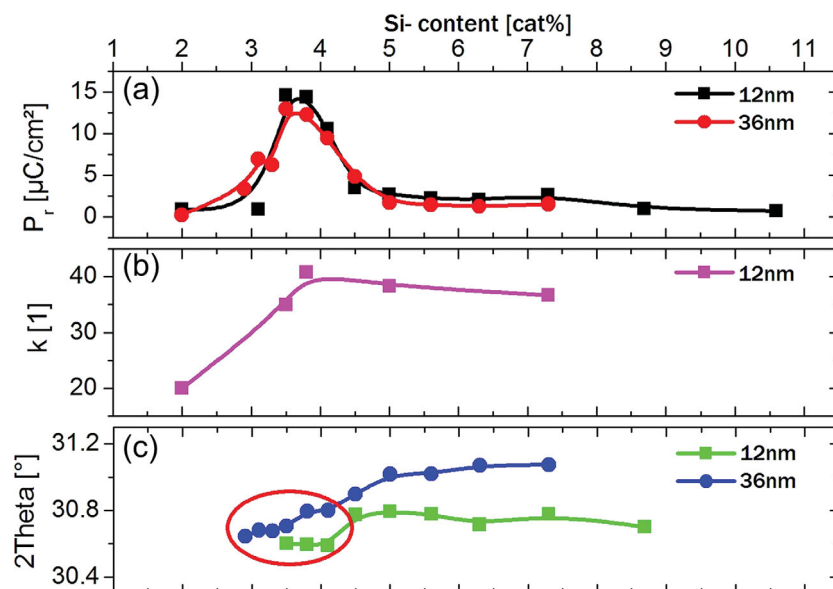 Si- content [cat%]
1 2 3 4 5 6 7 8 9 10 11
(a)
12nm
36nm
15
10
5
0
Pr [µC/cm²]
(b)
12nm
40
30
20
k [1]
(c)
12nm
36nm
31.2
30.8
30.4
2Theta [°]